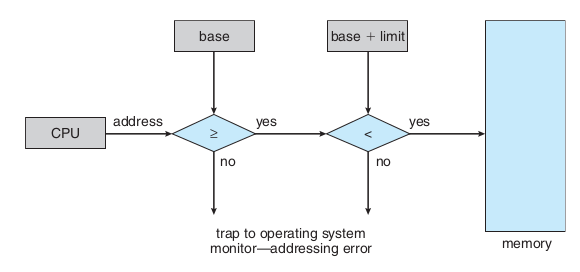 base
base + limit
CPU
address
≥
yes
<
yes
no
no
trap to operating system
monitor—addressing error
memory